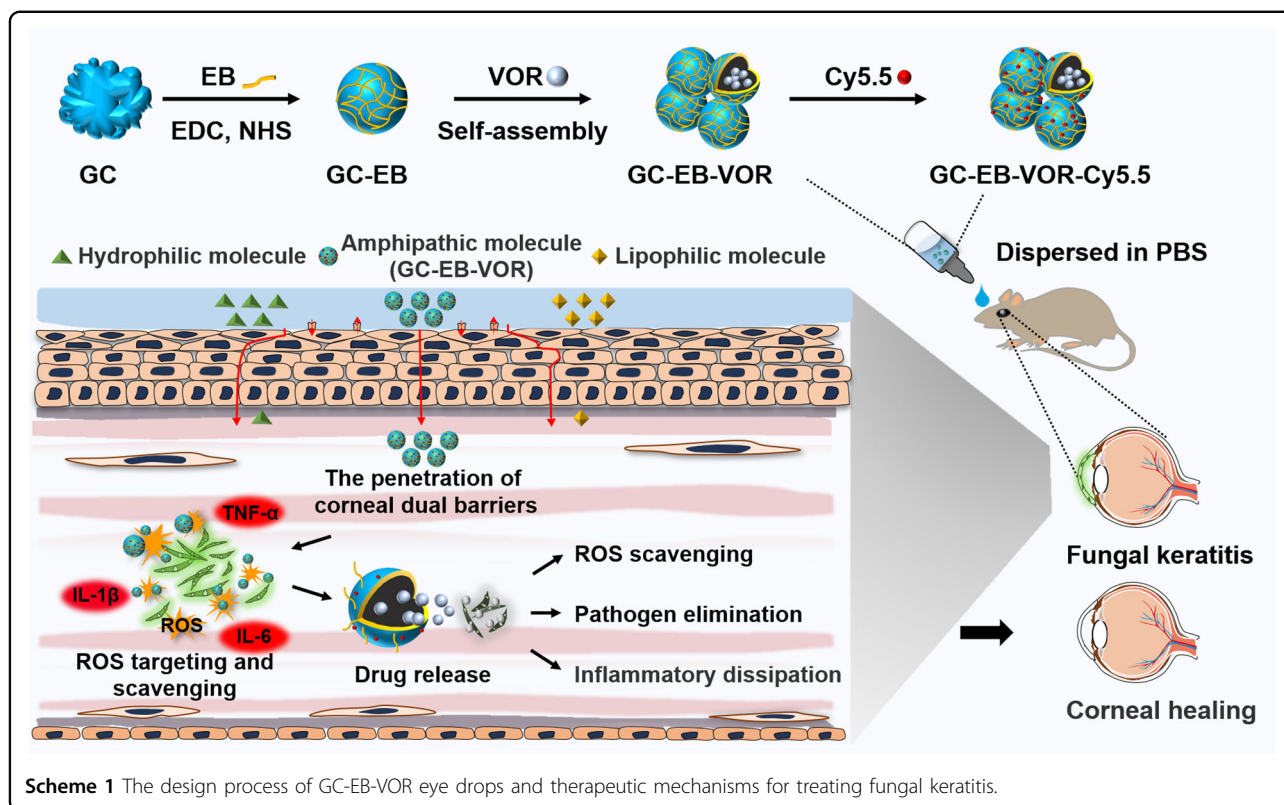 EB
EDC, NHS
VOR
Self-assembly
Cy5.5
GC
GC-EB
GC-EB-VOR
GC-EB-VOR-Cy5.5
Hydrophilic molecule
Amphipathic molecule
(GC-EB-VOR)
Lipophilic molecule
Dispersed in PBS
The penetration of
corneal dual barriers
TNF-α
IL-1β
ROS
IL-6
ROS targeting and
scavenging
Drug release
ROS scavenging
Pathogen elimination
Inflammatory dissipation
Fungal keratitis
Corneal healing
Scheme 1 The design process of GC-EB-VOR eye drops and therapeutic mechanisms for treating fungal keratitis.